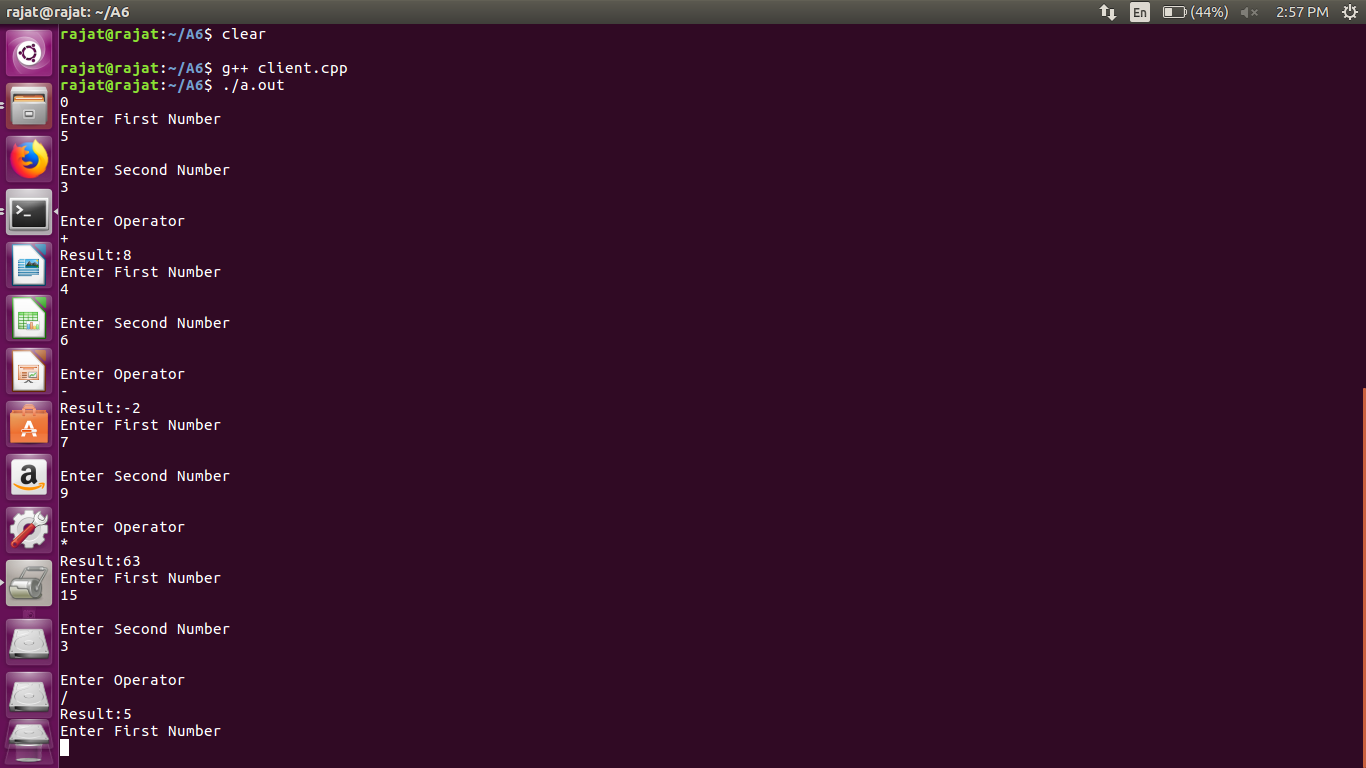 rajat@rajat: ~/A6
En
(44%)
2:57 PM
rajat@rajat:~/A6$ clear
rajat@rajat:~/A6$ g++ client.cpp
rajat@rajat:~/A6$ ./a.out
0
Enter First Number
5
Enter Second Number
3
Enter Operator
+
Result:8
Enter First Number
4
Enter Second Number
6
Enter Operator
-
Result:-2
Enter First Number
7
Enter Second Number
9
Enter Operator
*
Result:63
Enter First Number
15
Enter Second Number
3
Enter Operator
/
Result:5
Enter First Number